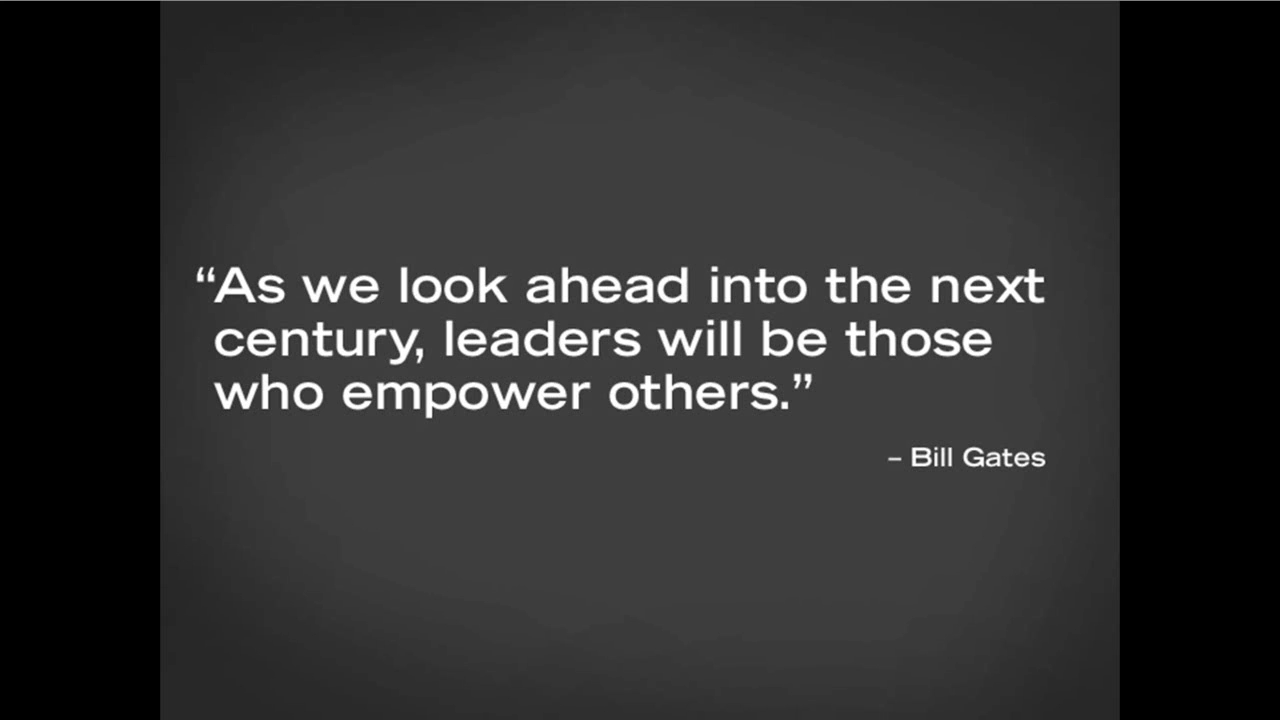 “As we look ahead into the next
century, leaders will be those
who empower others.”
– Bill Gates